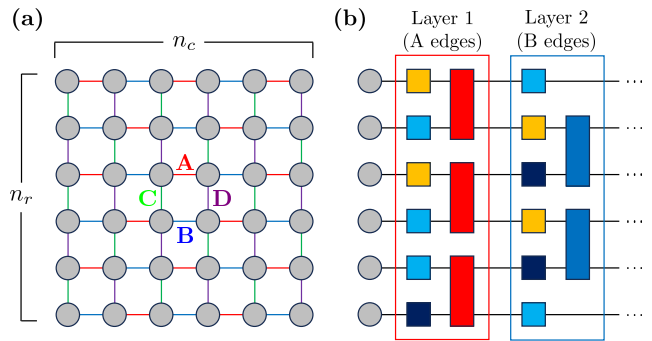 (a)
n_c
n_r
A
C
D
B
(b)
Layer 1
(A edges)
Layer 2
(B edges)
...
...
...
...
...
...